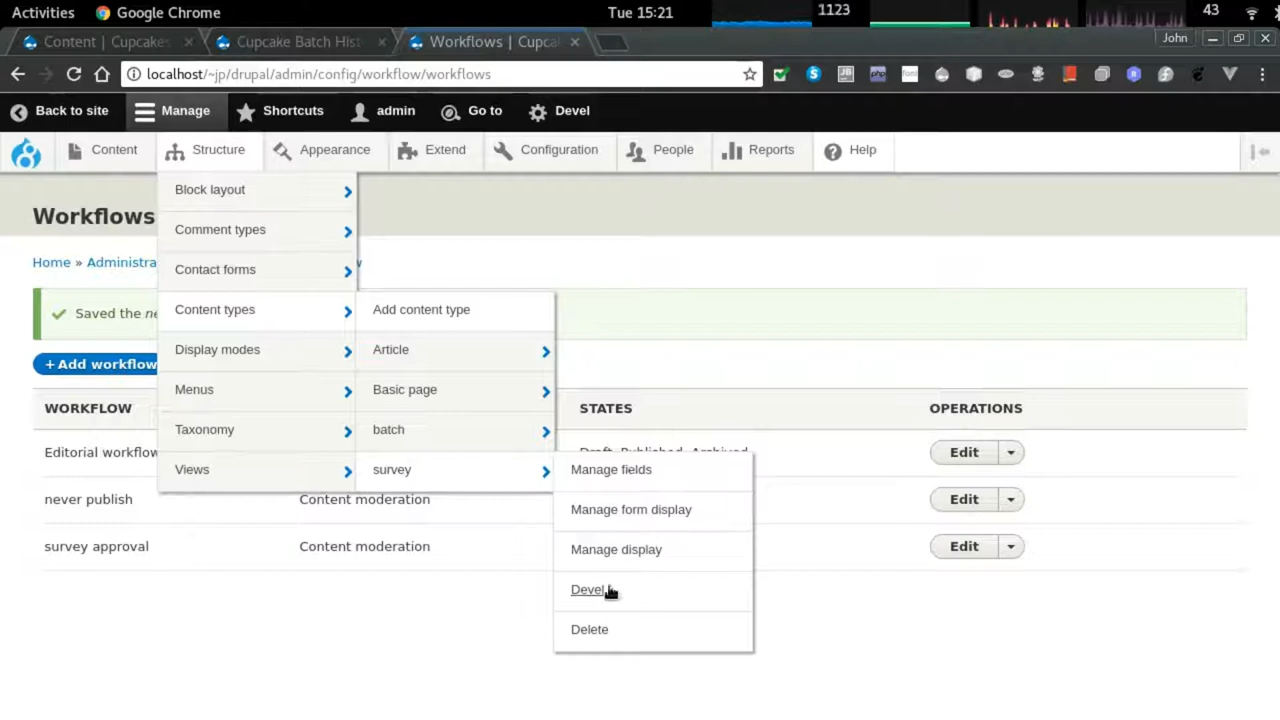 Activities Google Chrome Tue 15:21 1123 43
Content | Cupcakes × Cupcake Batch Hist × Workflows | Cupca × John
localhost/~jp/drupal/admin/config/workflow/workflows
Back to site Manage Shortcuts admin Go to Devel
Content Structure Appearance Extend Configuration People Reports Help
Block layout
Workflows
Comment types
Home » Administra
Contact forms
Content types Add content type
Saved the ne
Display modes Article
+ Add workflow
Menus Basic page
WORKFLOW STATES OPERATIONS
Taxonomy batch
Editorial workflow Draft, Published, Archived Edit
Views survey Manage fields
never publish Content moderation Edit
Manage form display
survey approval Content moderation Edit
Manage display
Devel
Delete